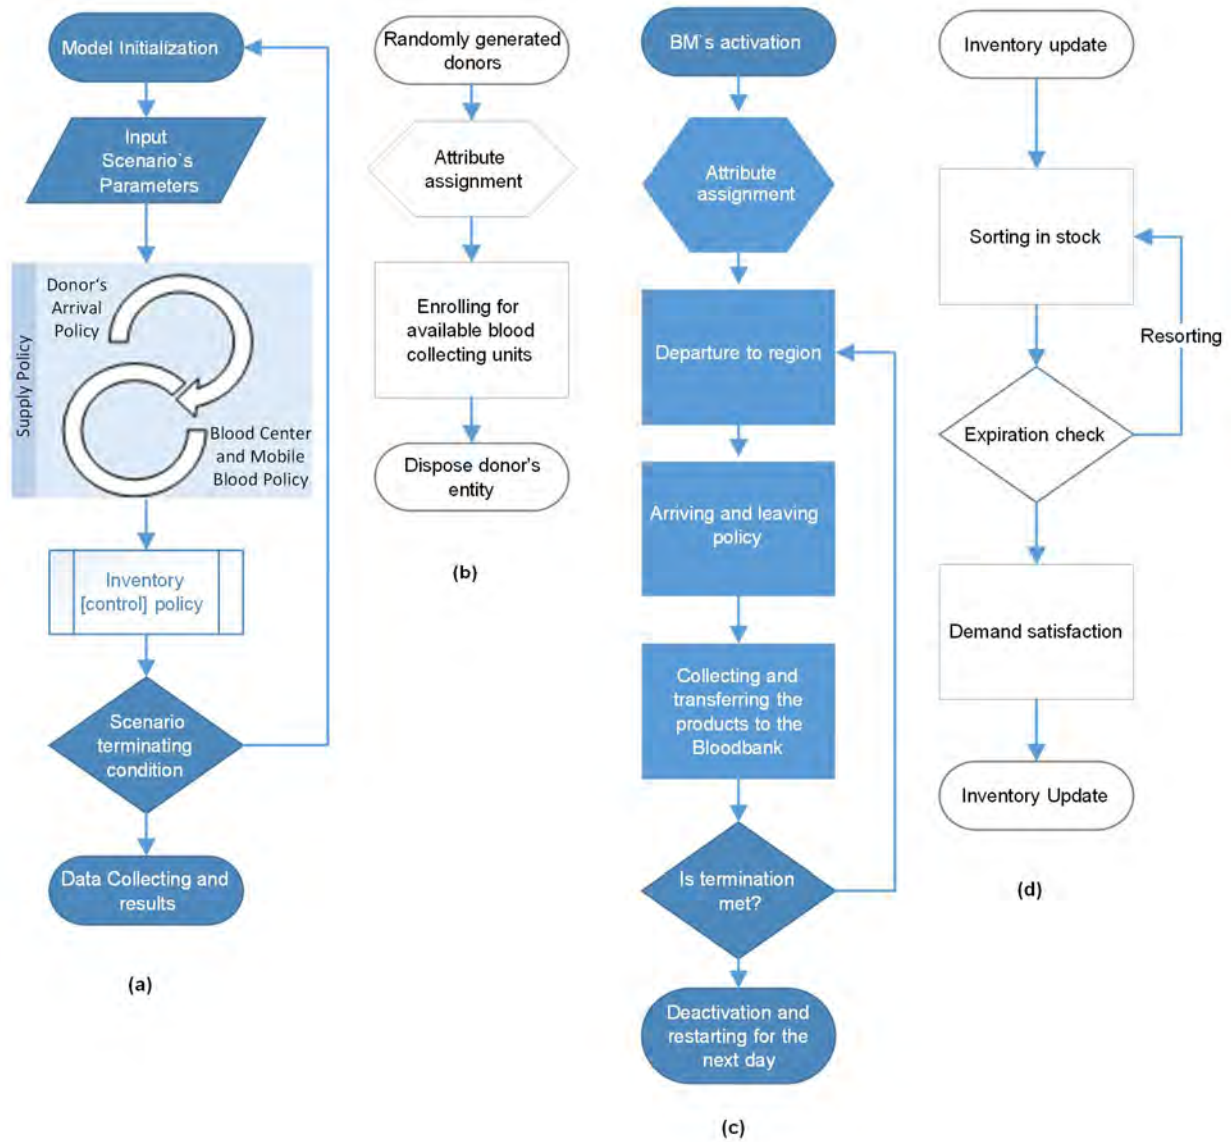 Model Initialization
Input
Scenario`s
Parameters
Supply Policy
Donor's
Arrival
Policy
Blood Center
and Mobile
Blood Policy
Inventory
[control] policy
Scenario
terminating
condition
Data Collecting and
results
(a)
Randomly generated
donors
Attribute
assignment
Enrolling for
available blood
collecting units
Dispose donor's
entity
(b)
BM`s activation
Attribute
assignment
Departure to region
Arriving and leaving
policy
Collecting and
transferring the
products to the
Bloodbank
Is termination
met?
Deactivation and
restarting for the
next day
(c)
Inventory update
Sorting in stock
Resorting
Expiration check
Demand satisfaction
Inventory Update
(d)